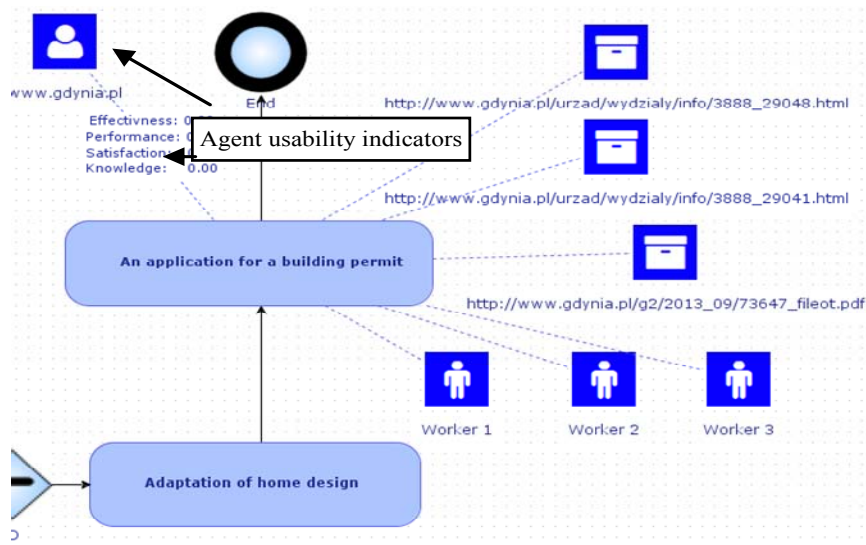 www.gdynia.pl
End
http://www.gdynia.pl/urzad/wydzialy/info/3888_29048.html
Effectivness: 0
Performance: 0
Satisfaction:
Knowledge: 0.00
Agent usability indicators
http://www.gdynia.pl/urzad/wydzialy/info/3888_29041.html
An application for a building permit
http://www.gdynia.pl/g2/2013_09/73647_fileot.pdf
Worker 1
Worker 2
Worker 3
Adaptation of home design